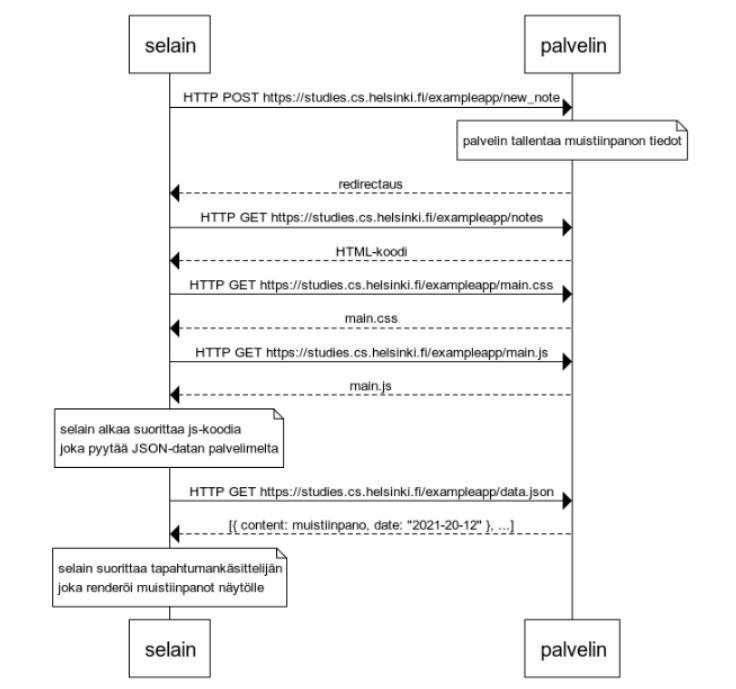 selain
palvelin
HTTP POST https://studies.cs.helsinki.fi/exampleapp/new_note
palvelin tallentaa muistiinpanon tiedot
redirectaus
HTTP GET https://studies.cs.helsinki.fi/exampleapp/notes
HTML-koodi
HTTP GET https://studies.cs.helsinki.fi/exampleapp/main.css
main.css
HTTP GET https://studies.cs.helsinki.fi/exampleapp/main.js
main.js
selain alkaa suorittaa js-koodia
joka pyytää JSON-datan palvelimelta
HTTP GET https://studies.cs.helsinki.fi/exampleapp/data.json
[{ content: muistiinpano, date: "2021-20-12" }, ...]
selain suorittaa tapahtumankäsittelijän
joka renderöi muistiinpanot näytölle
selain
palvelin